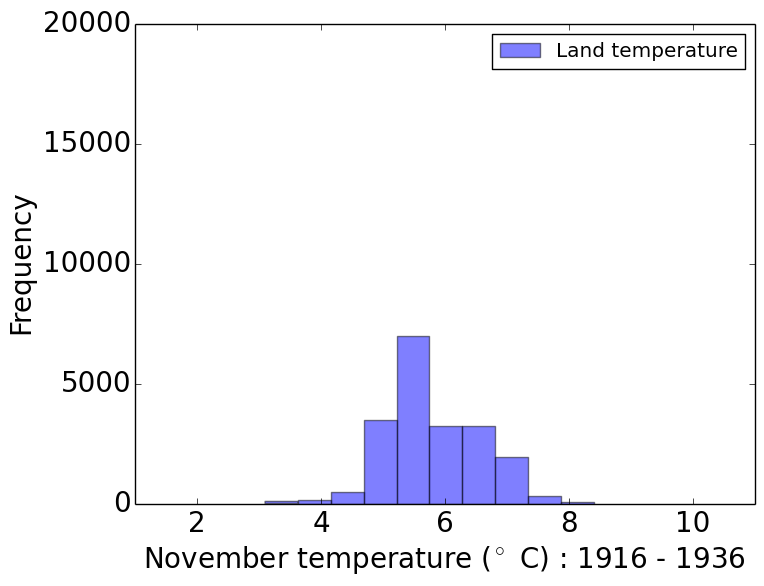 20000
Land temperature
15000
10000
5000
0
Frequency
2 4 6 8 10
November temperature (° C) : 1916 - 1936